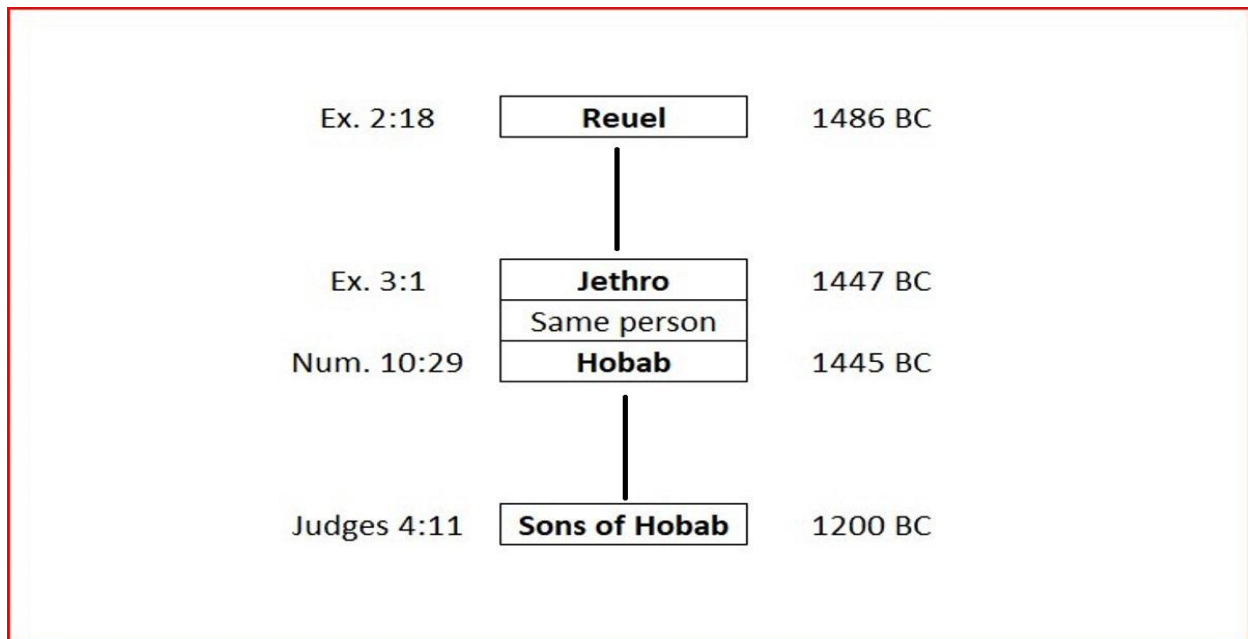 Ex. 2:18 Reuel 1486 BC
Ex. 3:1 Jethro 1447 BC
Same person
Num. 10:29 Hobab 1445 BC
Judges 4:11 Sons of Hobab 1200 BC